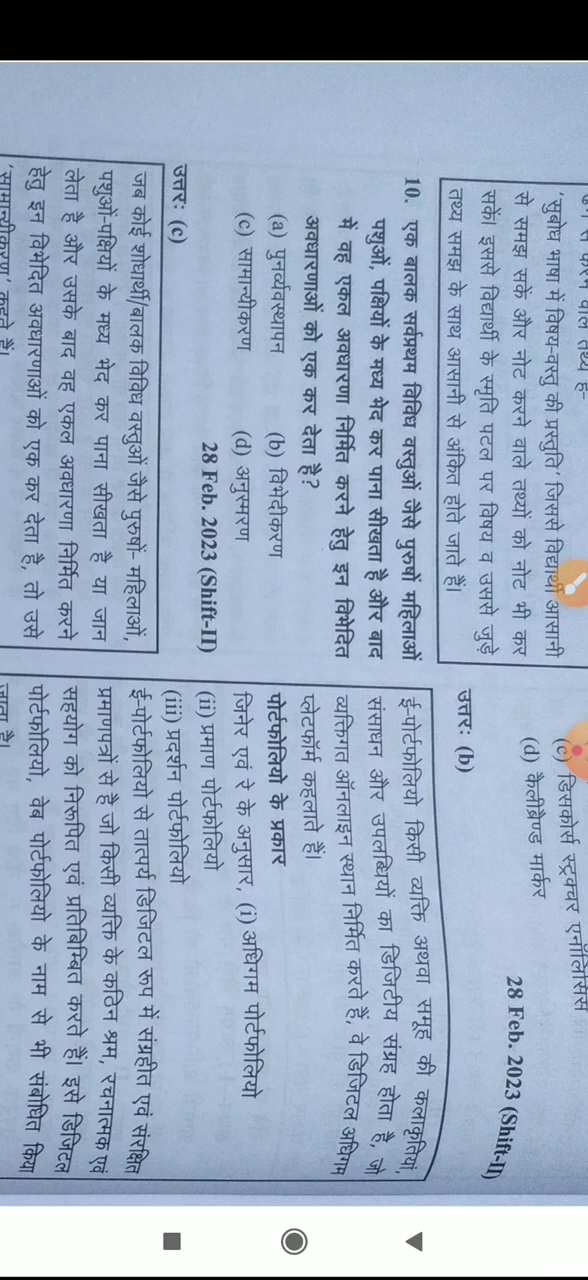 'सुबोध भाषा में विषय-वस्तु की प्रस्तुति' जिससे विद्यार्थी आसानी
से समझ सकें और नोट करने वाले तथ्यों को नोट भी कर
सकें। इससे विद्यार्थी के स्मृति पटल पर विषय व उससे जुड़े
तथ्य समझ के साथ आसानी से अंकित होते जाते हैं।
10. एक बालक सर्वप्रथम विविध वस्तुओं जैसे पुरुषों महिलाओं
पशुओं, पक्षियों के मध्य भेद कर पाना सीखता है और बाद
में वह एकल अवधारणा निर्मित करने हेतु इन विभेदित
अवधारणाओं को एक कर देता है?
(a) पुनर्व्यवस्थापन (b) विभेदीकरण
(c) सामान्यीकरण (d) अनुस्मरण
28 Feb. 2023 (Shift-II)
उत्तर: (c)
जब कोई शोधार्थी/बालक विविध वस्तुओं जैसे पुरुषों- महिलाओं,
पशुओं-पक्षियों के मध्य भेद कर पाना सीखता है या जान
लेता है और उसके बाद वह एकल अवधारणा निर्मित करने
हेतु इन विभेदित अवधारणाओं को एक कर देता है, तो उसे
'सामान्यीकरण' कहते हैं।
(c) डिसकोर्स स्ट्रक्चर एनालिसिस
(d) कैलीब्रैण्ड मार्कर
28 Feb. 2023 (Shift-II)
उत्तर: (b)
ई-पोर्टफोलियो किसी व्यक्ति अथवा समूह की कलाकृतियां,
संसाधन और उपलब्धियों का डिजिटीय संग्रह होता है, जो
व्यक्तिगत ऑनलाइन स्थान निर्मित करते हैं, वे डिजिटल अधिगम
प्लेटफॉर्म कहलाते हैं।
पोर्टफोलियो के प्रकार
जिनेर एवं रे के अनुसार, (i) अधिगम पोर्टफोलियो
(ii) प्रमाण पोर्टफोलियो
(iii) प्रदर्शन पोर्टफोलियो
ई-पोर्टफोलियो से तात्पर्य डिजिटल रूप में संग्रहीत एवं संरक्षित
प्रमाणपत्रों से है जो किसी व्यक्ति के कठिन श्रम, रचनात्मक एवं
सहयोग को निरूपित एवं प्रतिबिम्बित करते हैं। इसे डिजिटल
पोर्टफोलियो, वेब पोर्टफोलियो के नाम से भी संबोधित किया
जाता है।